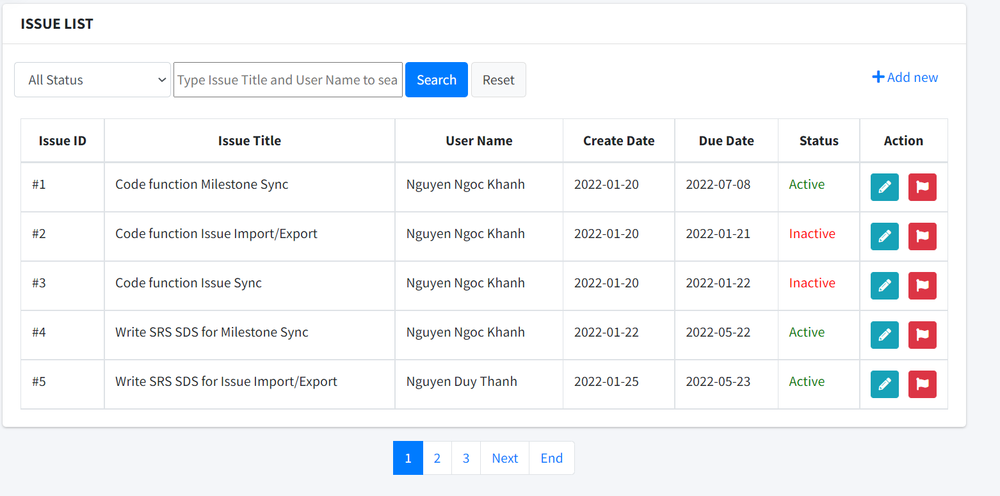 ISSUE LIST
All Status Type Issue Title and User Name to sea Search Reset Add new
Issue ID Issue Title User Name Create Date Due Date Status Action
#1 Code function Milestone Sync Nguyen Ngoc Khanh 2022-01-20 2022-07-08 Active
#2 Code function Issue Import/Export Nguyen Ngoc Khanh 2022-01-20 2022-01-21 Inactive
#3 Code function Issue Sync Nguyen Ngoc Khanh 2022-01-20 2022-01-22 Inactive
#4 Write SRS SDS for Milestone Sync Nguyen Ngoc Khanh 2022-01-22 2022-05-22 Active
#5 Write SRS SDS for Issue Import/Export Nguyen Duy Thanh 2022-01-25 2022-05-23 Active
1 2 3 Next End